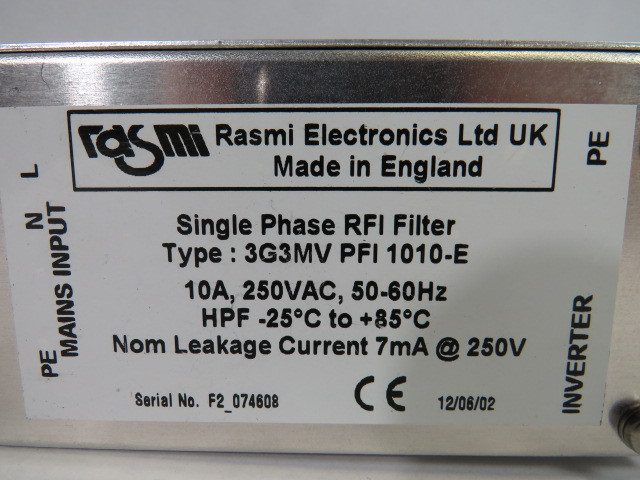 rasmi Rasmi Electronics Ltd UK
Made in England
Single Phase RFI Filter
Type : 3G3MV PFI 1010-E
10A, 250VAC, 50-60Hz
HPF -25°C to +85°C
Nom Leakage Current 7mA @ 250V
Serial No. F2_074608 CE 12/06/02
PE N L
MAINS INPUT
INVERTER PE